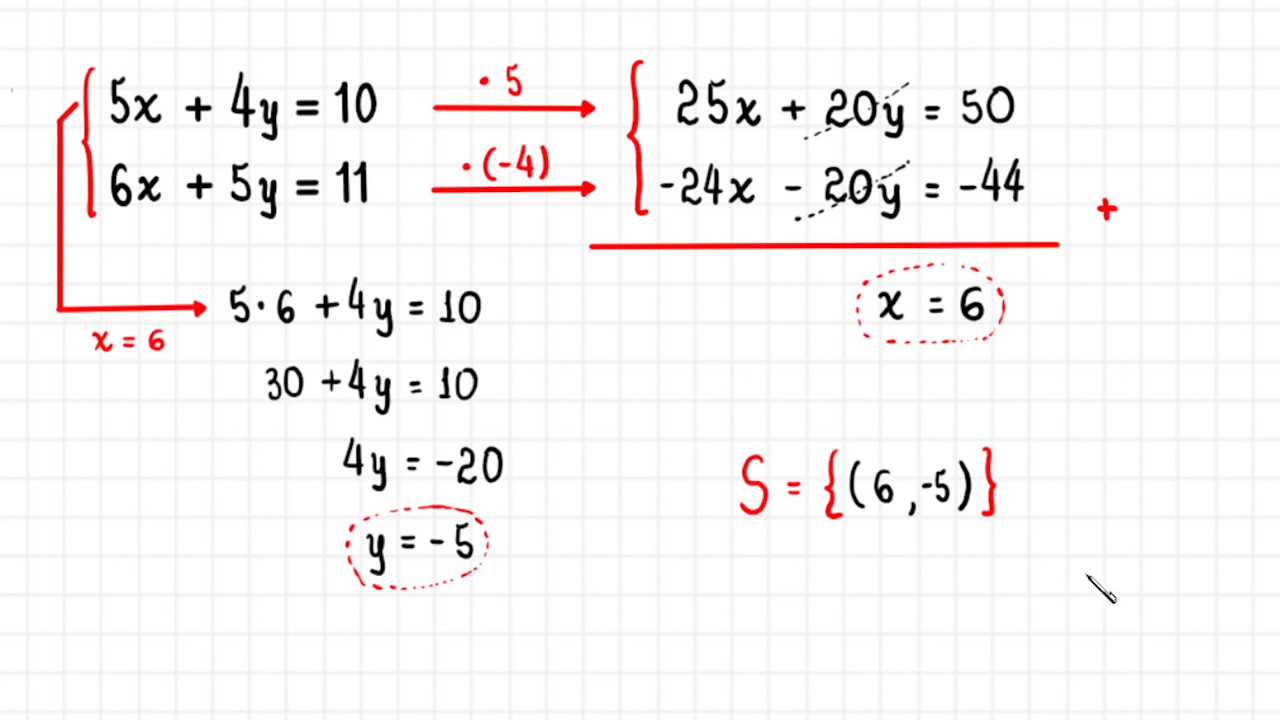 5x + 4y = 10
· 5
25x + 20y = 50
6x + 5y = 11
· (-4)
-24x - 20y = -44
+
x = 6
5·6 + 4y = 10
x = 6
30 + 4y = 10
4y = -20
S = {(6, -5)}
y = -5